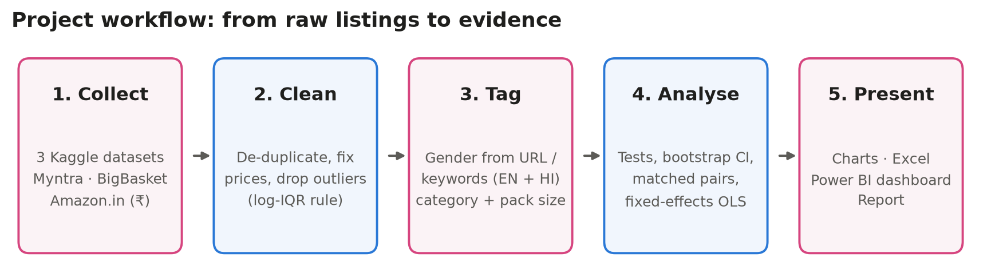 Project workflow: from raw listings to evidence
1. Collect
3 Kaggle datasets
Myntra · BigBasket
Amazon.in (₹)
2. Clean
De-duplicate, fix
prices, drop outliers
(log-IQR rule)
3. Tag
Gender from URL /
keywords (EN + HI)
category + pack size
4. Analyse
Tests, bootstrap CI,
matched pairs,
fixed-effects OLS
5. Present
Charts · Excel
Power BI dashboard
Report